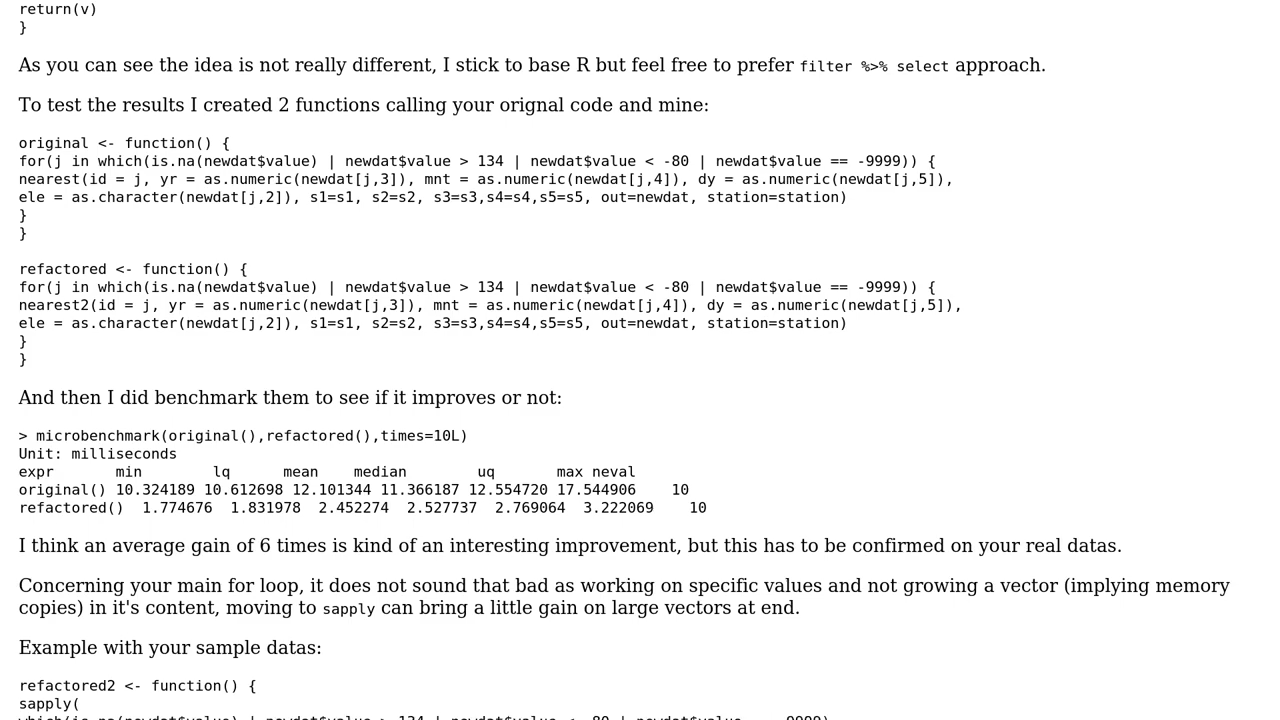 return(v)
}
As you can see the idea is not really different, I stick to base R but feel free to prefer filter %>% select approach.
To test the results I created 2 functions calling your orignal code and mine:
original <- function() {
for(j in which(is.na(newdat$value) | newdat$value > 134 | newdat$value < -80 | newdat$value == -9999)) {
nearest(id = j, yr = as.numeric(newdat[j,3]), mnt = as.numeric(newdat[j,4]), dy = as.numeric(newdat[j,5]),
ele = as.character(newdat[j,2]), s1=s1, s2=s2, s3=s3,s4=s4,s5=s5, out=newdat, station=station)
}
}
refactored <- function() {
for(j in which(is.na(newdat$value) | newdat$value > 134 | newdat$value < -80 | newdat$value == -9999)) {
nearest2(id = j, yr = as.numeric(newdat[j,3]), mnt = as.numeric(newdat[j,4]), dy = as.numeric(newdat[j,5]),
ele = as.character(newdat[j,2]), s1=s1, s2=s2, s3=s3,s4=s4,s5=s5, out=newdat, station=station)
}
}
And then I did benchmark them to see if it improves or not:
> microbenchmark(original(),refactored(),times=10L)
Unit: milliseconds
expr       min        lq      mean    median        uq       max neval
original() 10.324189 10.612698 12.101344 11.366187 12.554720 17.544906    10
refactored()  1.774676  1.831978  2.452274  2.527737  2.769064  3.222069    10
I think an average gain of 6 times is kind of an interesting improvement, but this has to be confirmed on your real datas.
Concerning your main for loop, it does not sound that bad as working on specific values and not growing a vector (implying memory
copies) in it's content, moving to sapply can bring a little gain on large vectors at end.
Example with your sample datas:
refactored2 <- function() {
sapply(
which(is.na(newdat$value) | newdat$value > 134 | newdat$value < -80 | newdat$value == -9999)